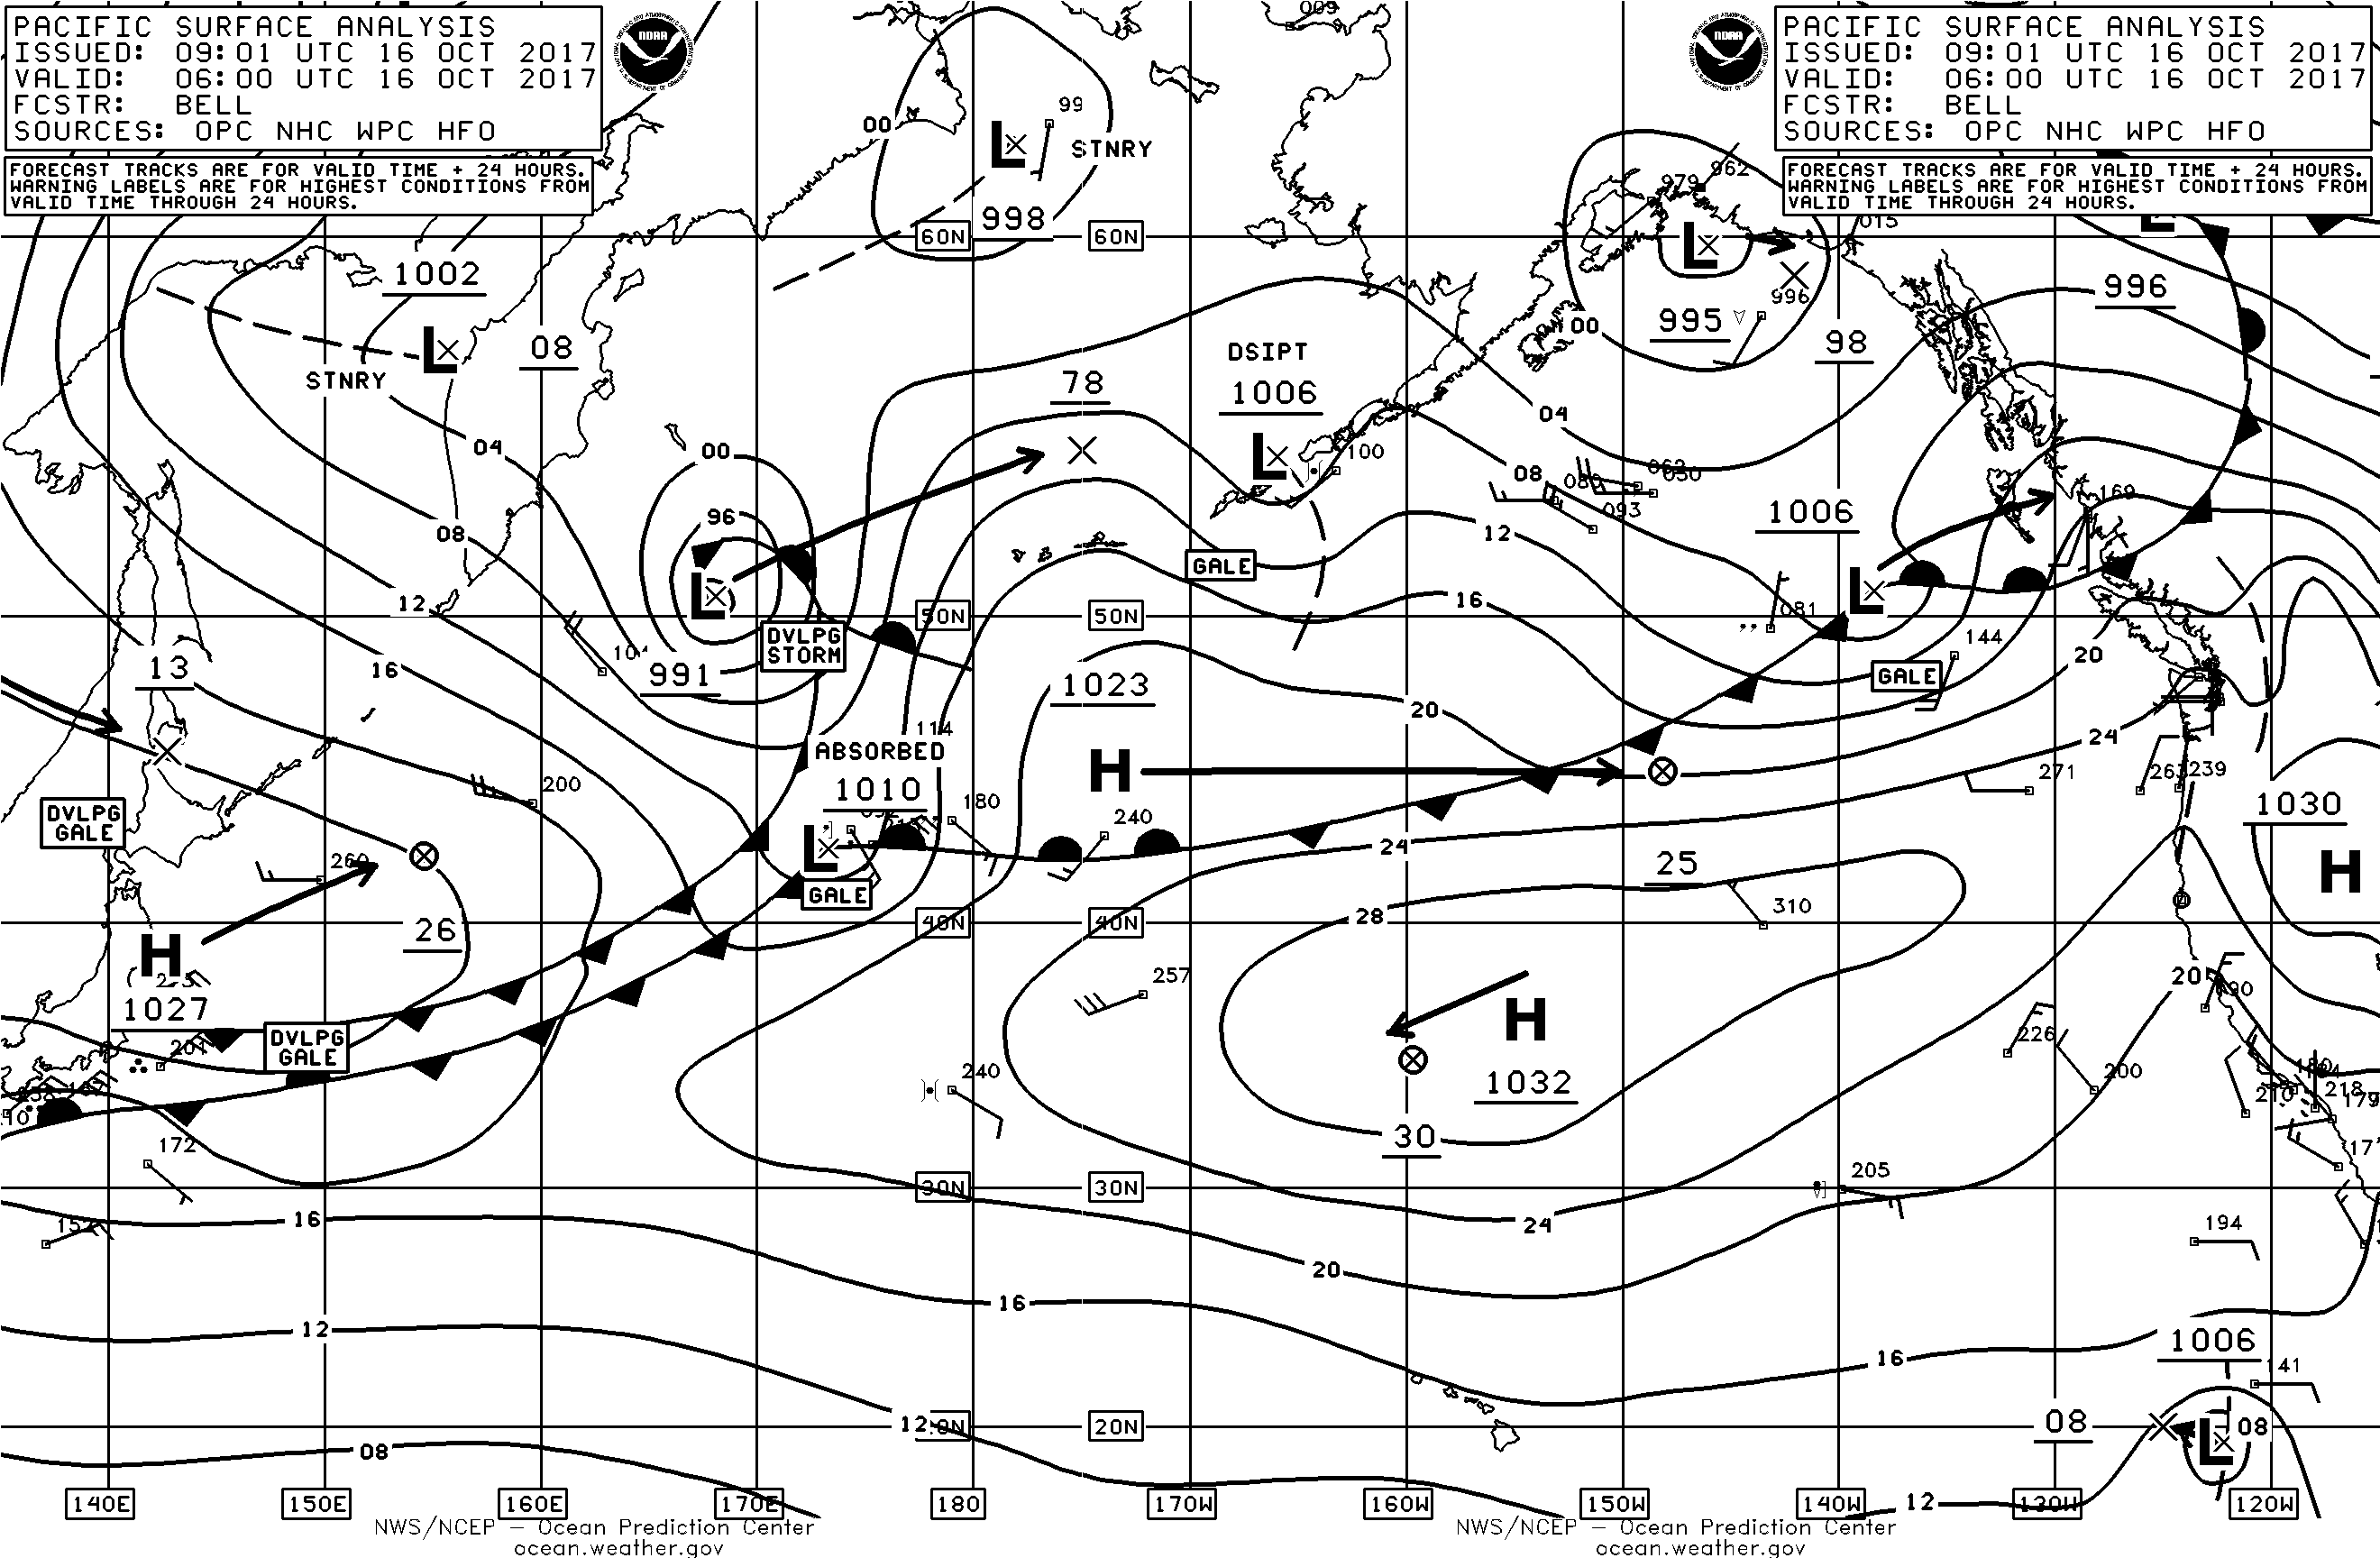 PACIFIC SURFACE ANALYSIS
ISSUED: 09:01 UTC 16 OCT 2017
VALID: 06:00 UTC 16 OCT 2017
FCSTR: BELL
SOURCES: OPC NHC WPC HFO
FORECAST TRACKS ARE FOR VALID TIME + 24 HOURS.
WARNING LABELS ARE FOR HIGHEST CONDITIONS FROM
VALID TIME THROUGH 24 HOURS.
NOAA
PACIFIC SURFACE ANALYSIS
ISSUED: 09:01 UTC 16 OCT 2017
VALID: 06:00 UTC 16 OCT 2017
FCSTR: BELL
SOURCES: OPC NHC WPC HFO
FORECAST TRACKS ARE FOR VALID TIME + 24 HOURS.
WARNING LABELS ARE FOR HIGHEST CONDITIONS FROM
VALID TIME THROUGH 24 HOURS.
NOAA
009
99
00
L
STNRY
998
60N
60N
979
962
L
015
995
996
00
98
L
996
1002
L
08
STNRY
04
78
DSIPT
1006
L
100
04
08
00
96
08
093
12
1006
169
L
GALE
L
12
50N
50N
16
081
DVLPG
STORM
991
13
16
1023
144
GALE
20
20
114
ABSORBED
1010
H
24
271
239
1030
DVLPG
GALE
200
180
240
L
GALE
24
25
H
260
26
40N
40N
28
310
H
1027
257
20
H
1032
DVLPG
GALE
201
226
200
240
218
210
30
172
30N
30N
205
16
24
194
152
20
16
12
1006
16
141
12
20N
08
L
08
08
12
140E
150E
160E
170E
180
170W
160W
150W
140W
130W
120W
NWS/NCEP – Ocean Prediction Center
ocean.weather.gov
NWS/NCEP – Ocean Prediction Center
ocean.weather.gov